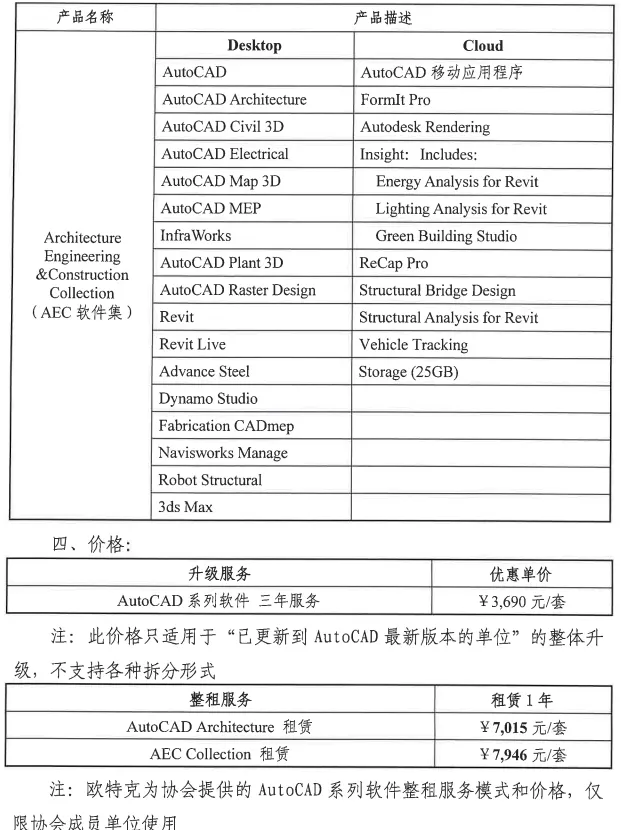 产品名称 产品描述
Desktop Cloud
AutoCAD AutoCAD 移动应用程序
AutoCAD Architecture FormIt Pro
AutoCAD Civil 3D Autodesk Rendering
AutoCAD Electrical Insight: Includes:
AutoCAD Map 3D Energy Analysis for Revit
AutoCAD MEP Lighting Analysis for Revit
InfraWorks Green Building Studio
AutoCAD Plant 3D ReCap Pro
AutoCAD Raster Design Structural Bridge Design
Revit Structural Analysis for Revit
Revit Live Vehicle Tracking
Advance Steel Storage (25GB)
Dynamo Studio
Fabrication CADmep
Navisworks Manage
Robot Structural
3ds Max
Architecture
Engineering
&Construction
Collection
（AEC 软件集）
四、价格：
升级服务 优惠单价
AutoCAD 系列软件 三年服务 ￥3,690 元/套
注：此价格只适用于“已更新到 AutoCAD 最新版本的单位”的整体升
级，不支持各种拆分形式
整租服务 租赁 1 年
AutoCAD Architecture 租赁 ￥7,015 元/套
AEC Collection 租赁 ￥7,946 元/套
注：欧特克为协会提供的 AutoCAD 系列软件整租服务模式和价格，仅
限协会成员单位使用